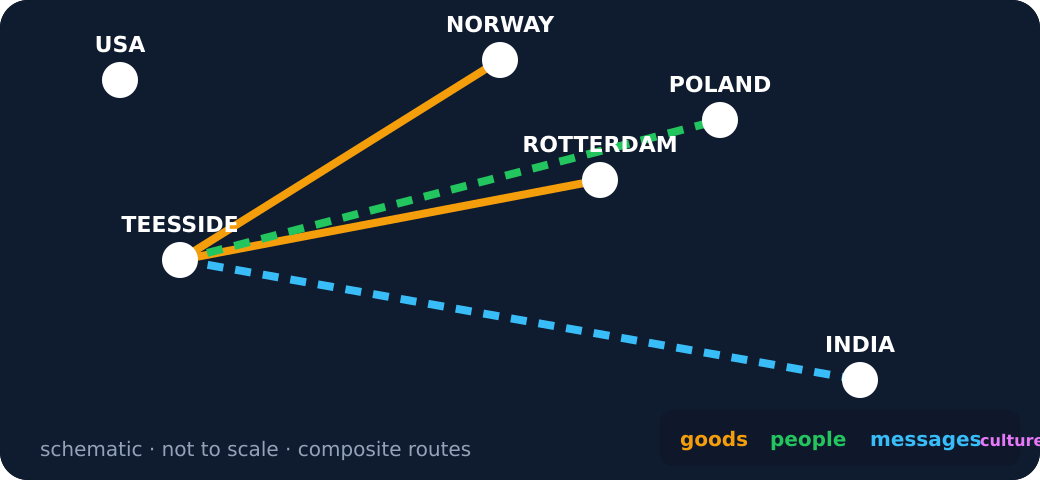 NORWAY
USA
POLAND
ROTTERDAM
TEESSIDE
INDIA
schematic · not to scale · composite routes
goods people messages culture